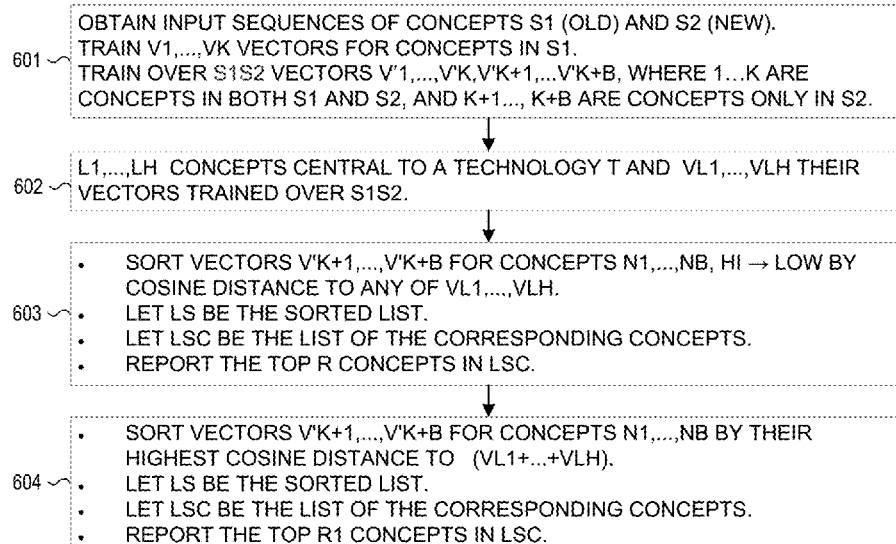 601
OBTAIN INPUT SEQUENCES OF CONCEPTS S1 (OLD) AND S2 (NEW).
TRAIN V1,...,VK VECTORS FOR CONCEPTS IN S1.
TRAIN OVER S1S2 VECTORS V'1,...,V'K,V'K+1,...V'K+B, WHERE 1...K ARE
CONCEPTS IN BOTH S1 AND S2, AND K+1..., K+B ARE CONCEPTS ONLY IN S2.
602
L1,...,LH CONCEPTS CENTRAL TO A TECHNOLOGY T AND VL1,...,VLH THEIR
VECTORS TRAINED OVER S1S2.
603
• SORT VECTORS V'K+1,...,V'K+B FOR CONCEPTS N1,...,NB, HI → LOW BY
COSINE DISTANCE TO ANY OF VL1,...,VLH.
• LET LS BE THE SORTED LIST.
• LET LSC BE THE LIST OF THE CORRESPONDING CONCEPTS.
• REPORT THE TOP R CONCEPTS IN LSC.
604
• SORT VECTORS V'K+1,...,V'K+B FOR CONCEPTS N1,...,NB BY THEIR
HIGHEST COSINE DISTANCE TO (VL1+...+VLH).
• LET LS BE THE SORTED LIST.
• LET LSC BE THE LIST OF THE CORRESPONDING CONCEPTS.
• REPORT THE TOP R1 CONCEPTS IN LSC.